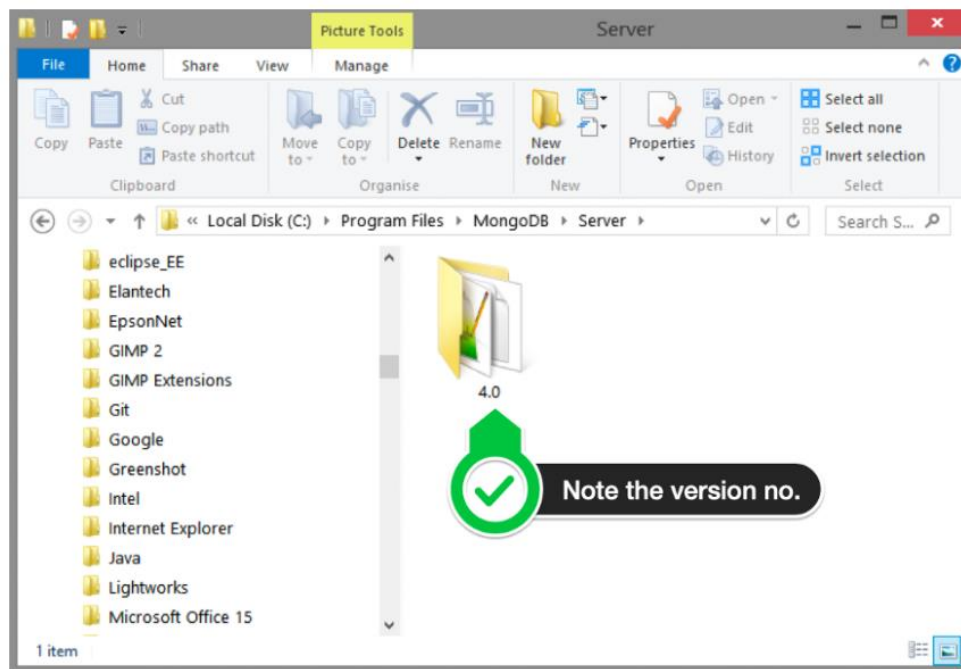 Picture Tools
Server
File Home Share View Manage
Copy
Paste
Cut
Copy path
Paste shortcut
Clipboard
Move to
Copy to
Delete
Rename
Organise
New folder
New
Properties
Open
Edit
History
Open
Select all
Select none
Invert selection
Select
« Local Disk (C:) Program Files MongoDB Server
Search S...
eclipse_EE
Elantech
EpsonNet
GIMP 2
GIMP Extensions
Git
Google
Greenshot
Intel
Internet Explorer
Java
Lightworks
Microsoft Office 15
4.0
Note the version no.
1 item